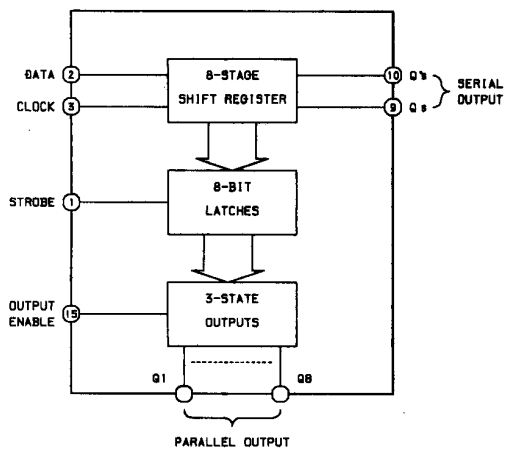 DATA 2
8-STAGE
SHIFT REGISTER
10 Q's
CLOCK 3
9 Qs
SERIAL
OUTPUT
STROBE 1
8-BIT
LATCHES
OUTPUT
ENABLE 15
3-STATE
OUTPUTS
Q1
Q8
PARALLEL OUTPUT